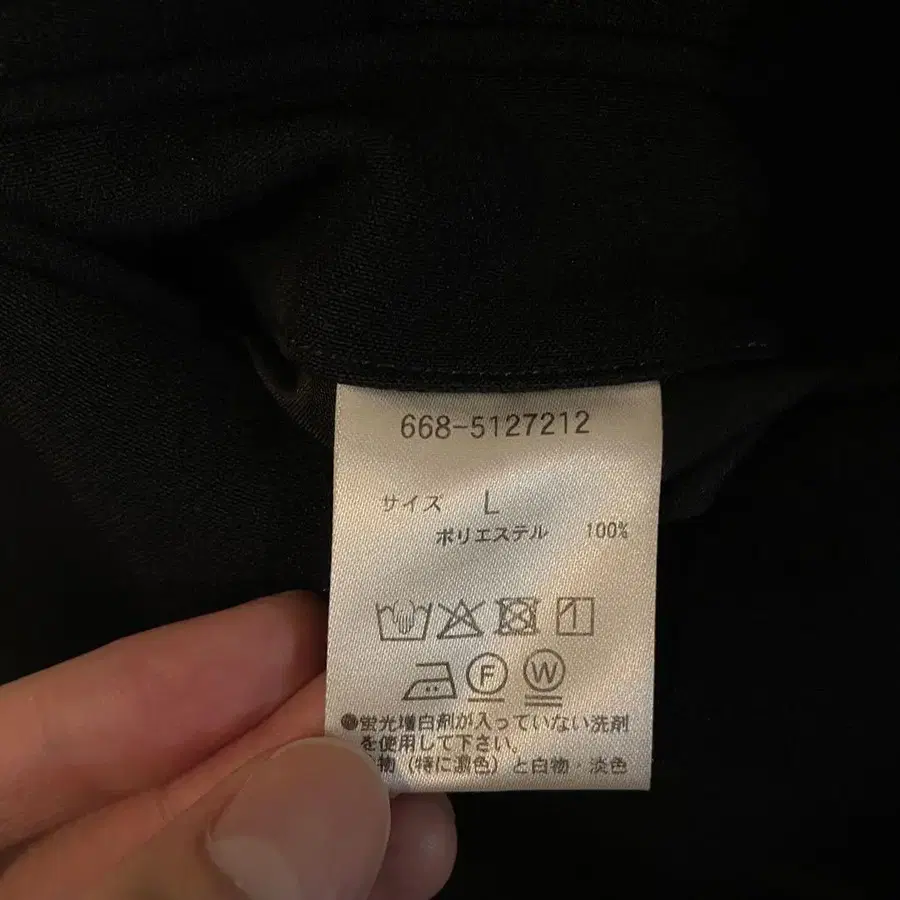 668-5127212
サイズ L
ポリエステル 100%
F W
●蛍光増白剤が入っていない洗剤
を使用して下さい。
物（特に濃色）と白物・淡色